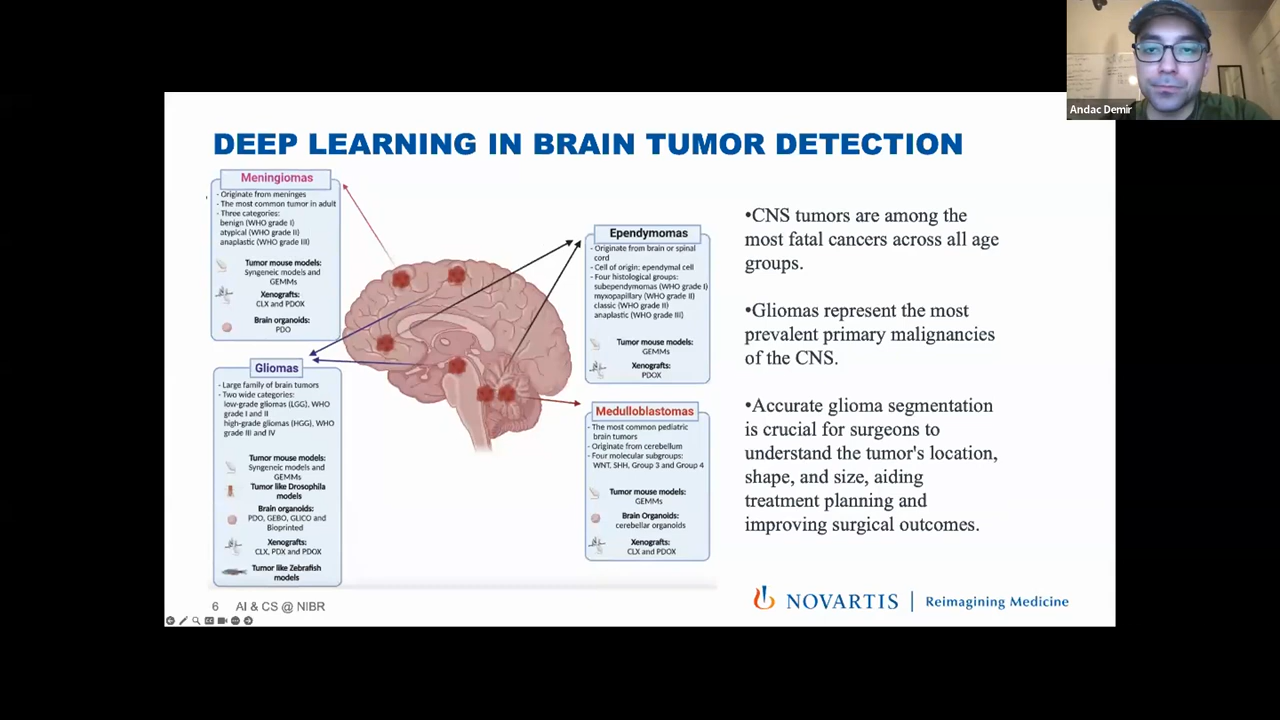 Andac Demir
DEEP LEARNING IN BRAIN TUMOR DETECTION
Meningiomas
- Originate from meninges
- The most common tumor in adult
- Three categories:
benign (WHO grade I)
atypical (WHO grade II)
anaplastic (WHO grade III)
Tumor mouse models:
Syngeneic models and
GEMMs
Xenografts:
CLX and PDOX
Brain organoids:
PDO
Gliomas
- Large family of brain tumors
- Two wide categories:
low-grade gliomas (LGG), WHO
grade I and II
high-grade gliomas (HGG), WHO
grade III and IV
Tumor mouse models:
Syngeneic models and
GEMMs
Tumor like Drosophila
models
Brain organoids:
PDO, GEBO, GLICO and
Bioprinted
Xenografts:
CLX, PDX and PDOX
Tumor like Zebrafish
models
Ependymomas
- Originate from brain or spinal
cord
- Cell of origin: ependymal cell
- Four histological groups:
subependymomas (WHO grade I)
myxopapillary (WHO grade II)
classic (WHO grade II)
anaplastic (WHO grade III)
Tumor mouse models:
GEMMs
Xenografts:
PDOX
Medulloblastomas
- The most common pediatric
brain tumors
- Originate from cerebellum
- Four molecular subgroups:
WNT, SHH, Group 3 and Group 4
Tumor mouse models:
GEMMs
Brain Organoids:
cerebellar organoids
Xenografts:
CLX and PDOX
•CNS tumors are among the
most fatal cancers across all age
groups.
•Gliomas represent the most
prevalent primary malignancies
of the CNS.
•Accurate glioma segmentation
is crucial for surgeons to
understand the tumor's location,
shape, and size, aiding
treatment planning and
improving surgical outcomes.
6 AI & CS @ NIBR
NOVARTIS | Reimagining Medicine